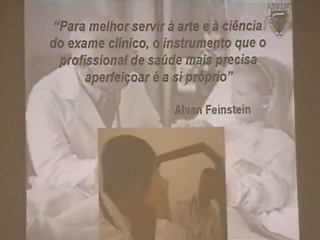 “Para melhor servir à arte e à ciência
do exame clínico, o instrumento que o
profissional de saúde mais precisa
aperfeiçoar é a si próprio”
Alvan Feinstein